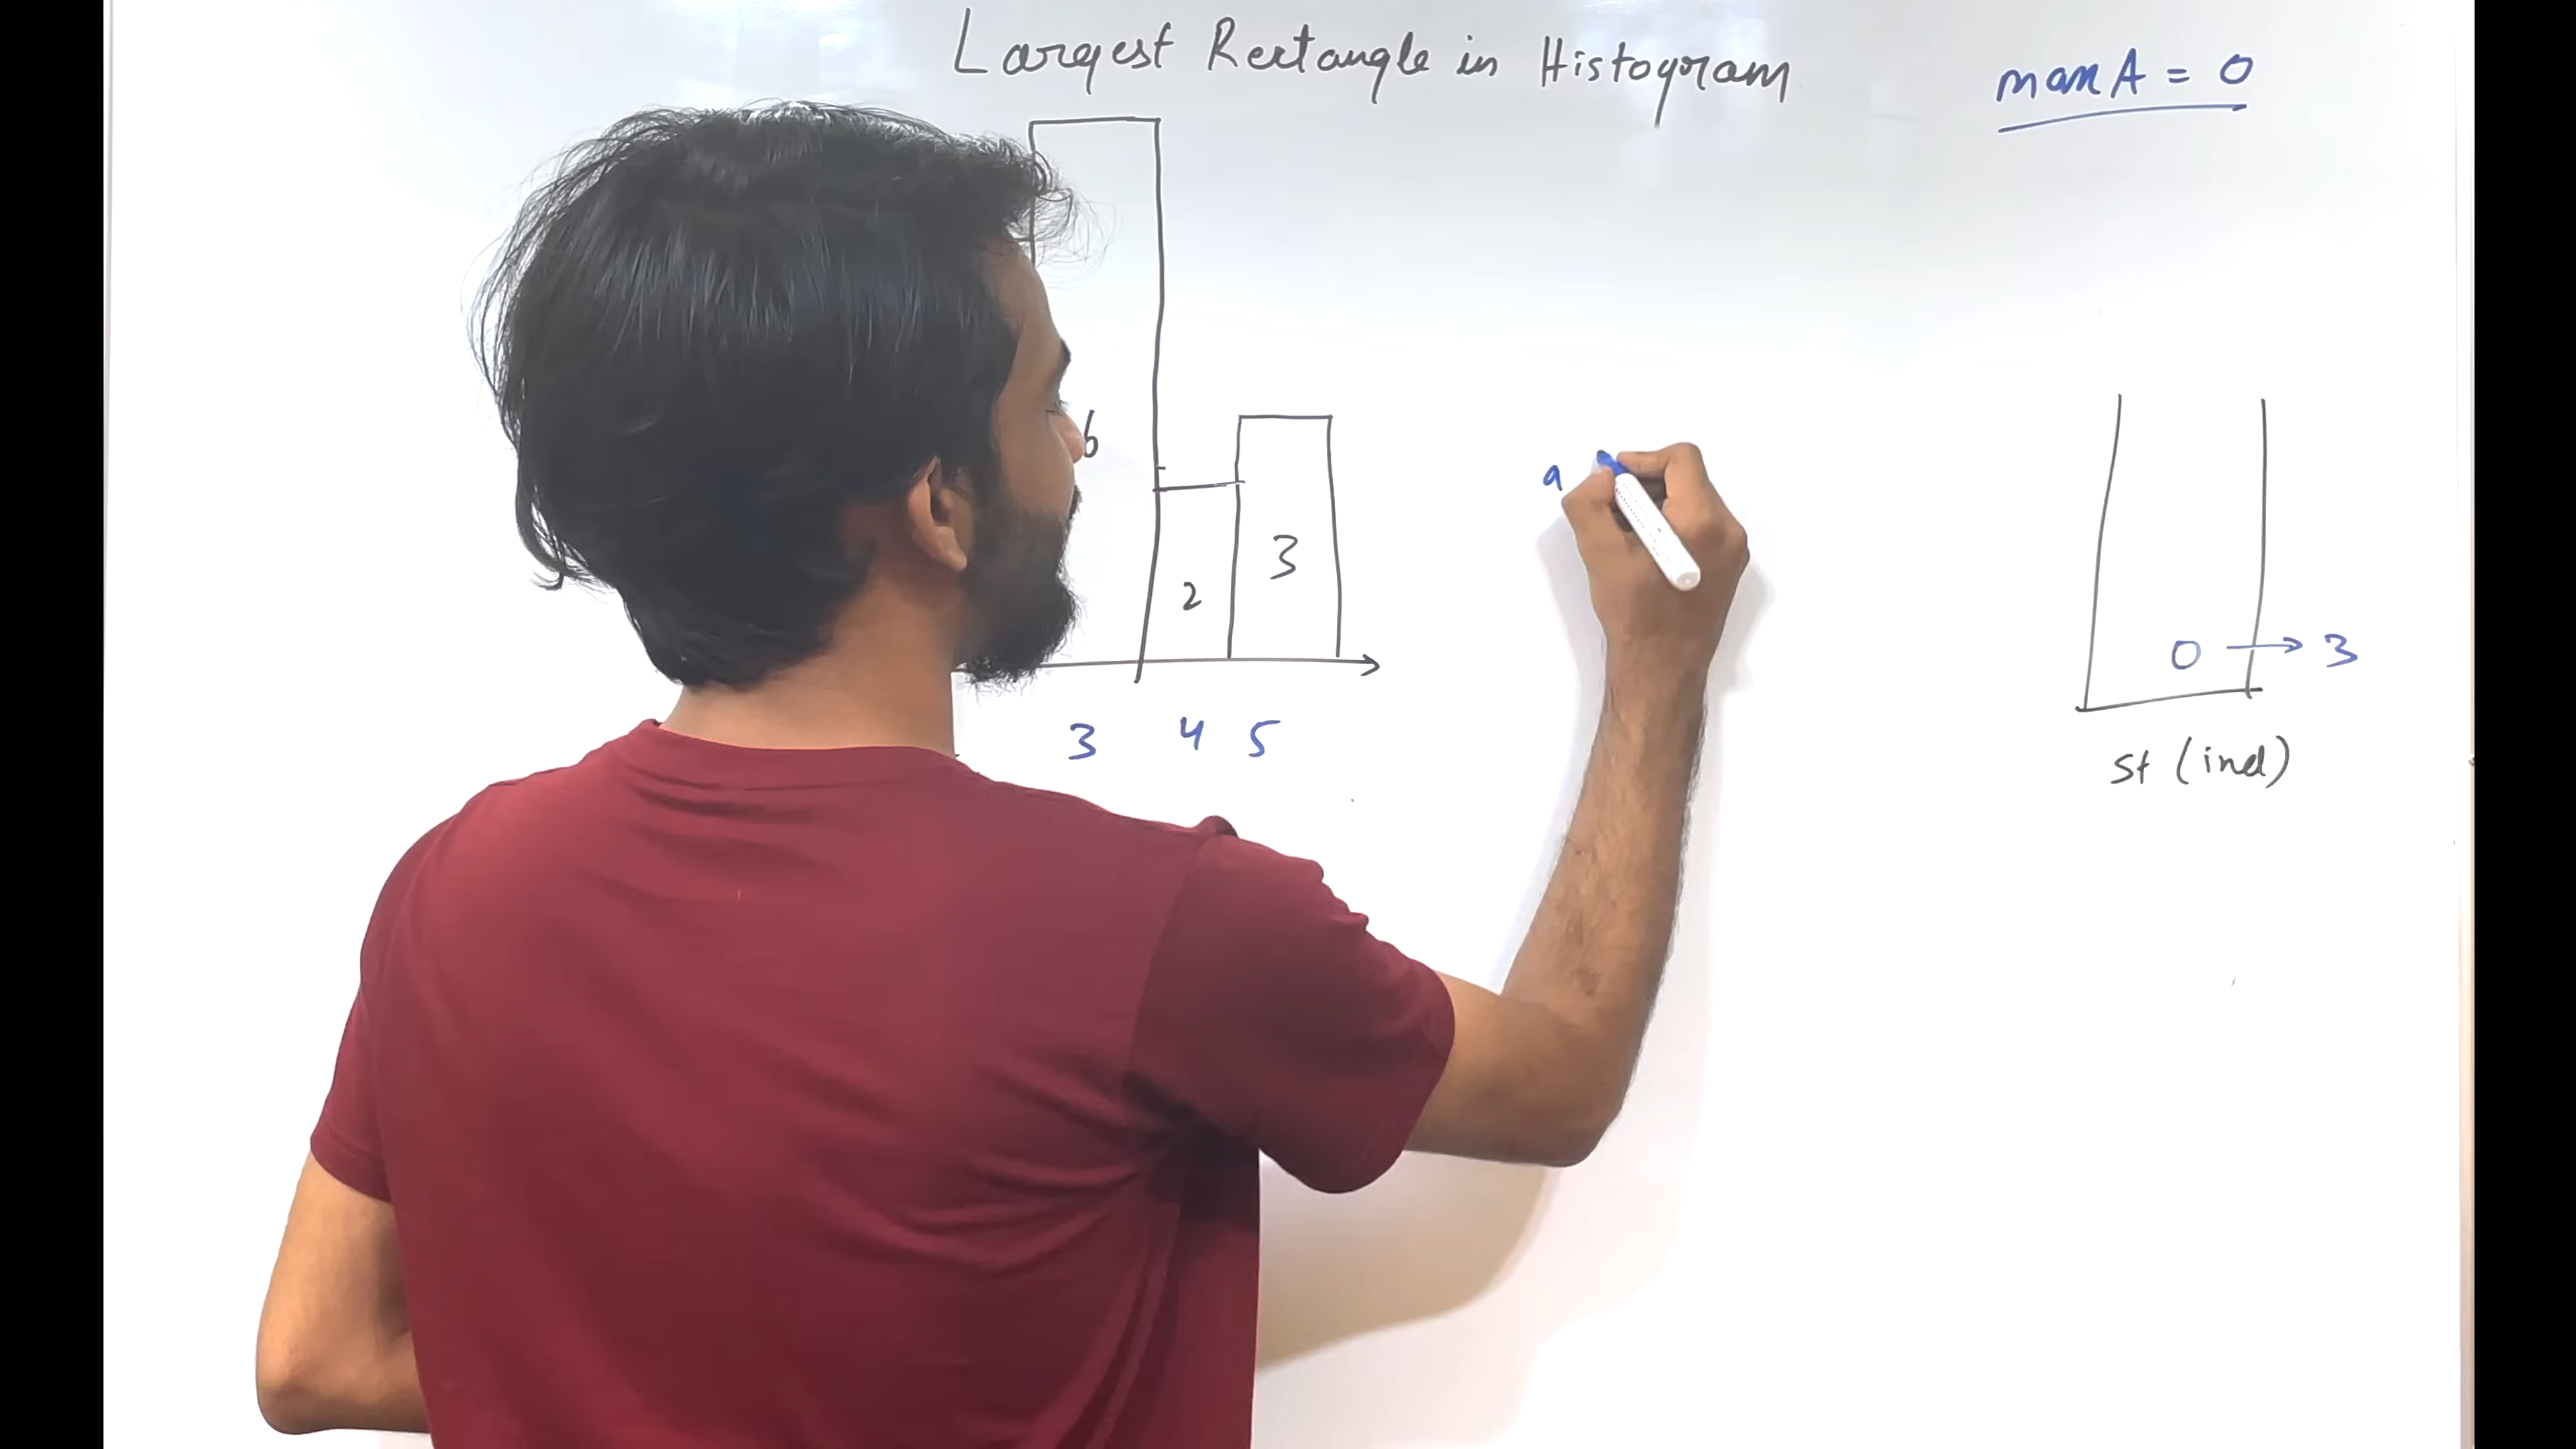 Largest Rectangle in Histogram
maxA = 0
6
a
2
3
0 → 3
3 4 5
st (ind)